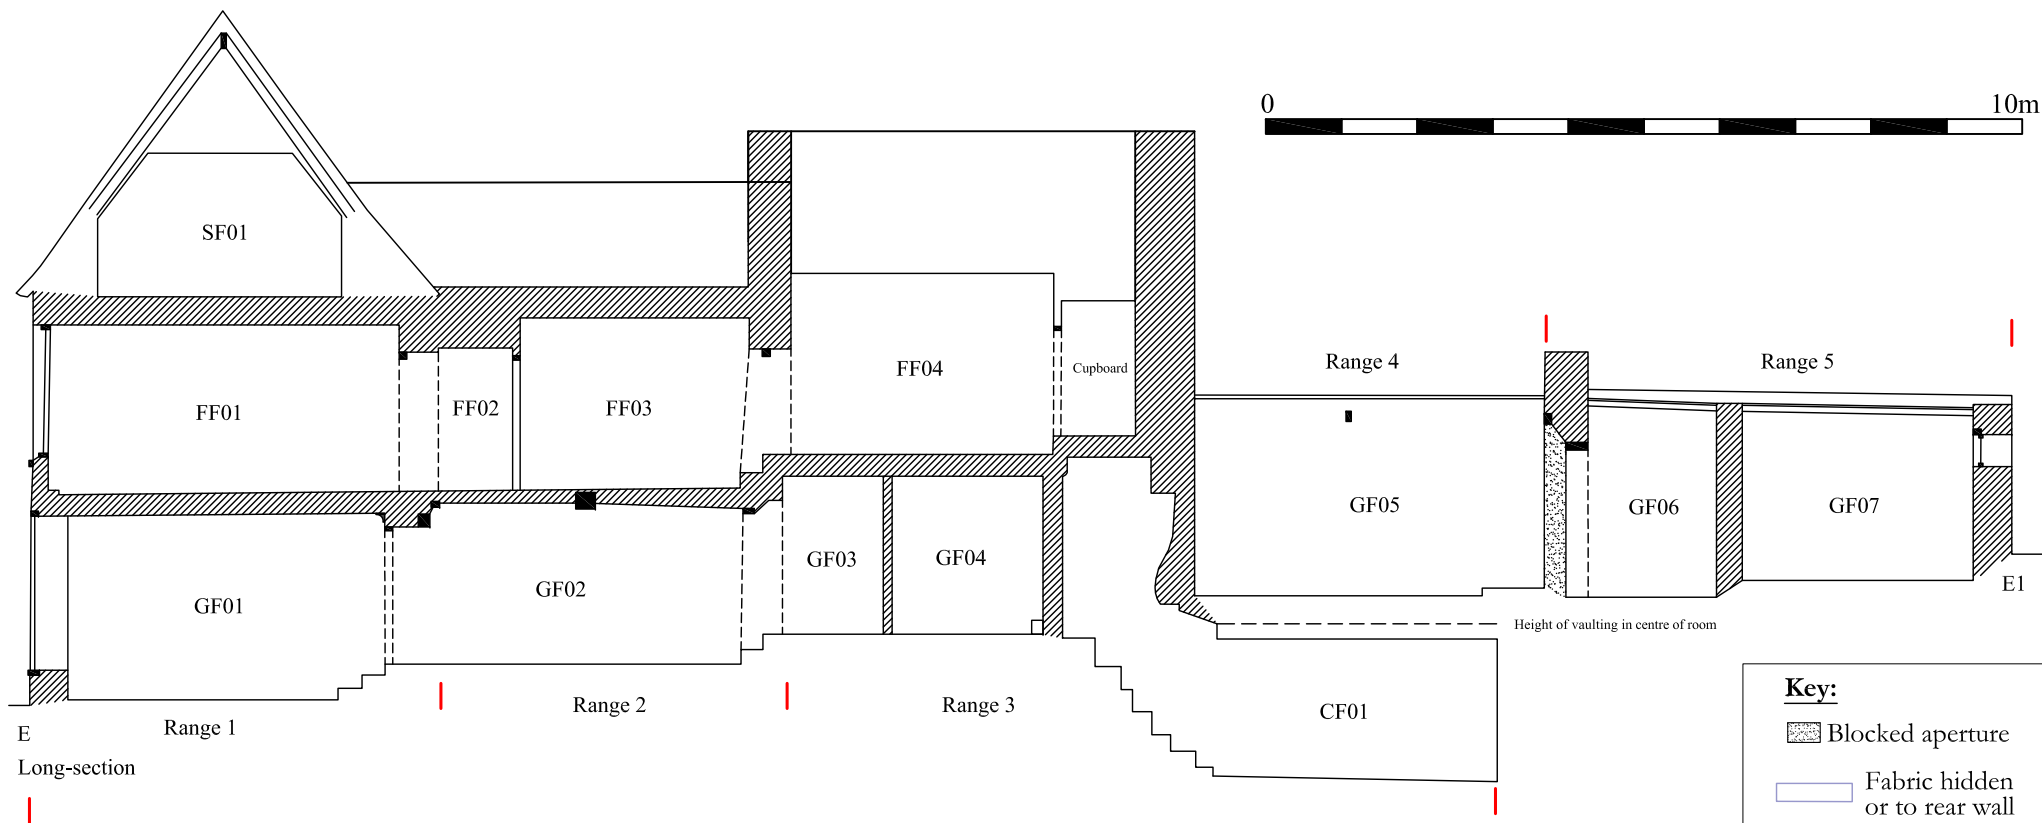 0 10m
SF01
Range 4
Range 5
FF04
Cupboard
FF01
FF02
FF03
GF05
GF06
GF07
GF03
GF04
GF02
GF01
E1
Height of vaulting in centre of room
Range 1
Range 2
Range 3
CF01
E
Long-section
Key:
Blocked aperture
Fabric hidden
or to rear wall